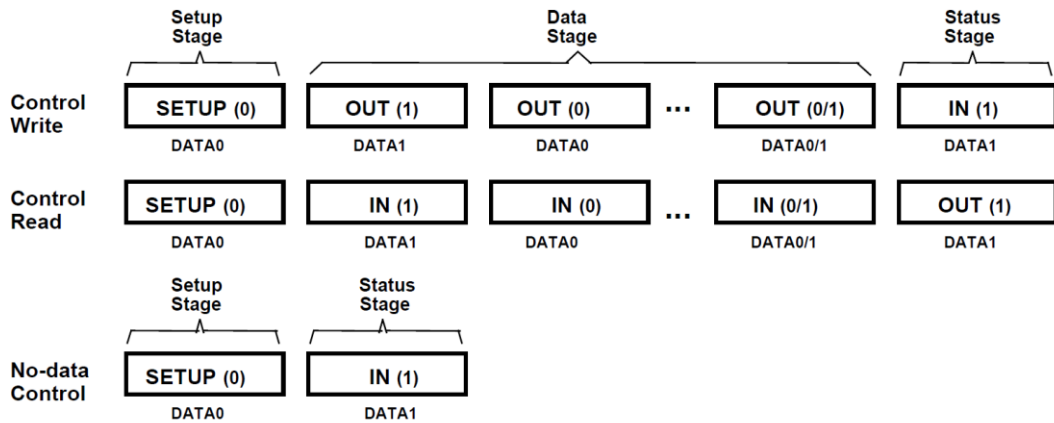 Setup
Stage
Data
Stage
Status
Stage
Control
Write
SETUP (0)
OUT (1)
OUT (0)
...
OUT (0/1)
IN (1)
DATA0
DATA1
DATA0
DATA0/1
DATA1
Control
Read
SETUP (0)
IN (1)
IN (0)
...
IN (0/1)
OUT (1)
DATA0
DATA1
DATA0
DATA0/1
DATA1
Setup
Stage
Status
Stage
No-data
Control
SETUP (0)
IN (1)
DATA0
DATA1